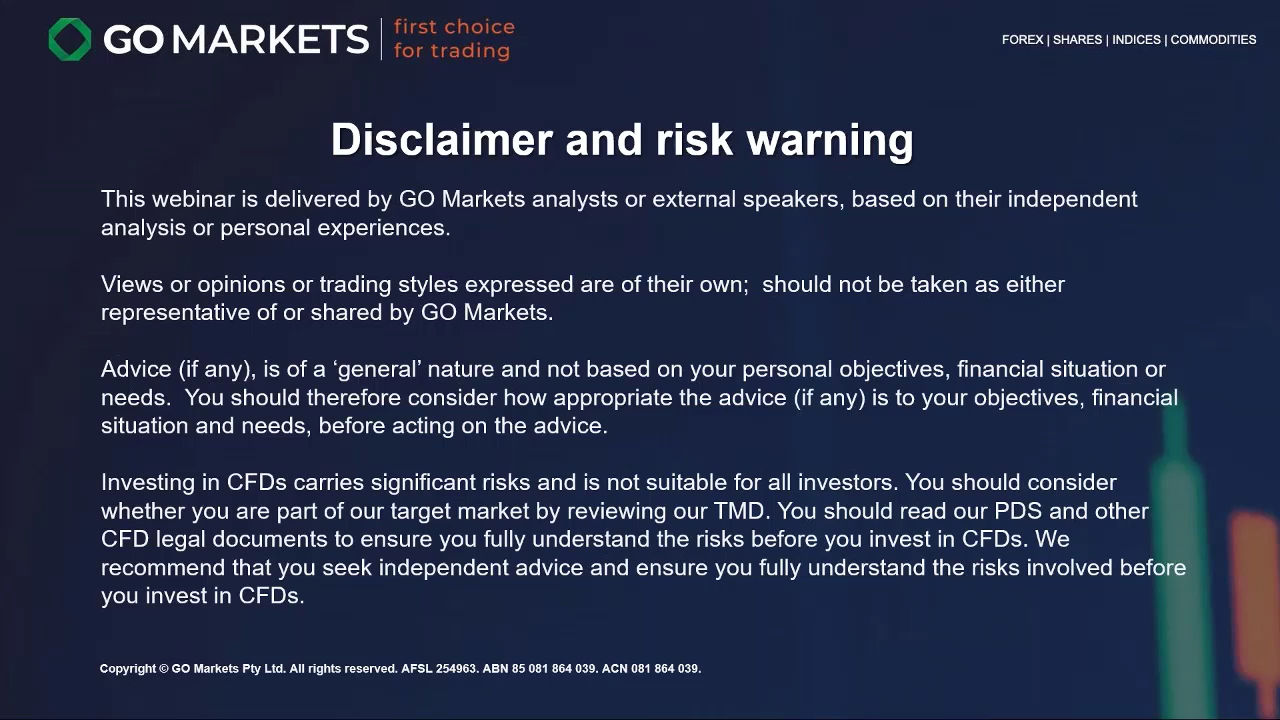 GO MARKETS
first choice
for trading
FOREX | SHARES | INDICES | COMMODITIES
Disclaimer and risk warning
This webinar is delivered by GO Markets analysts or external speakers, based on their independent
analysis or personal experiences.
Views or opinions or trading styles expressed are of their own;  should not be taken as either
representative of or shared by GO Markets.
Advice (if any), is of a ‘general’ nature and not based on your personal objectives, financial situation or
needs.  You should therefore consider how appropriate the advice (if any) is to your objectives, financial
situation and needs, before acting on the advice.
Investing in CFDs carries significant risks and is not suitable for all investors. You should consider
whether you are part of our target market by reviewing our TMD. You should read our PDS and other
CFD legal documents to ensure you fully understand the risks before you invest in CFDs. We
recommend that you seek independent advice and ensure you fully understand the risks involved before
you invest in CFDs.
Copyright © GO Markets Pty Ltd. All rights reserved. AFSL 254963. ABN 85 081 864 039. ACN 081 864 039.